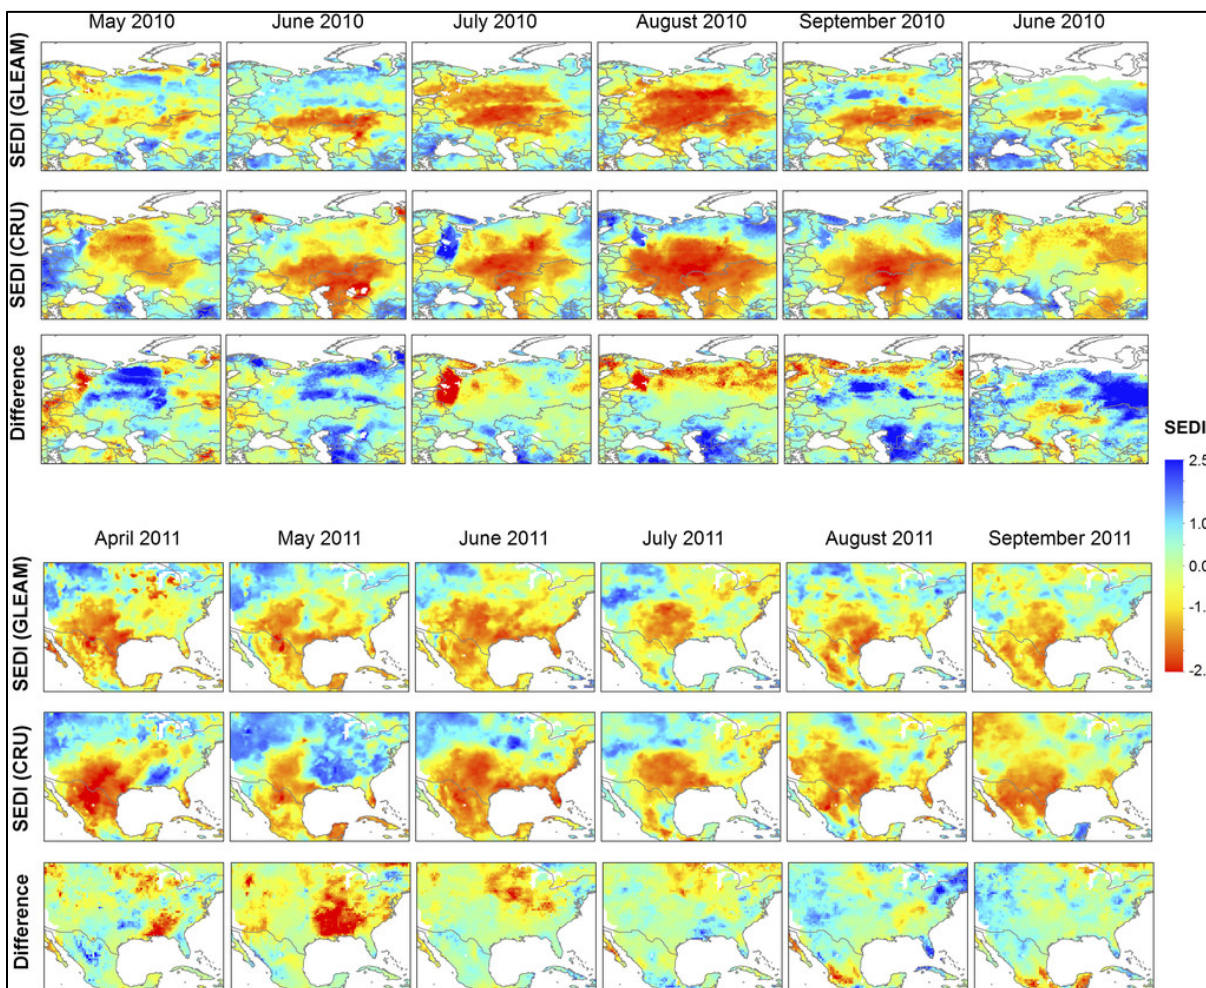 May 2010 June 2010 July 2010 August 2010 September 2010 June 2010
SEDI (GLEAM)
SEDI (CRU)
Difference
SEDI
2.5
1.0
0.0
-1.
-2.
April 2011 May 2011 June 2011 July 2011 August 2011 September 2011
SEDI (GLEAM)
SEDI (CRU)
Difference